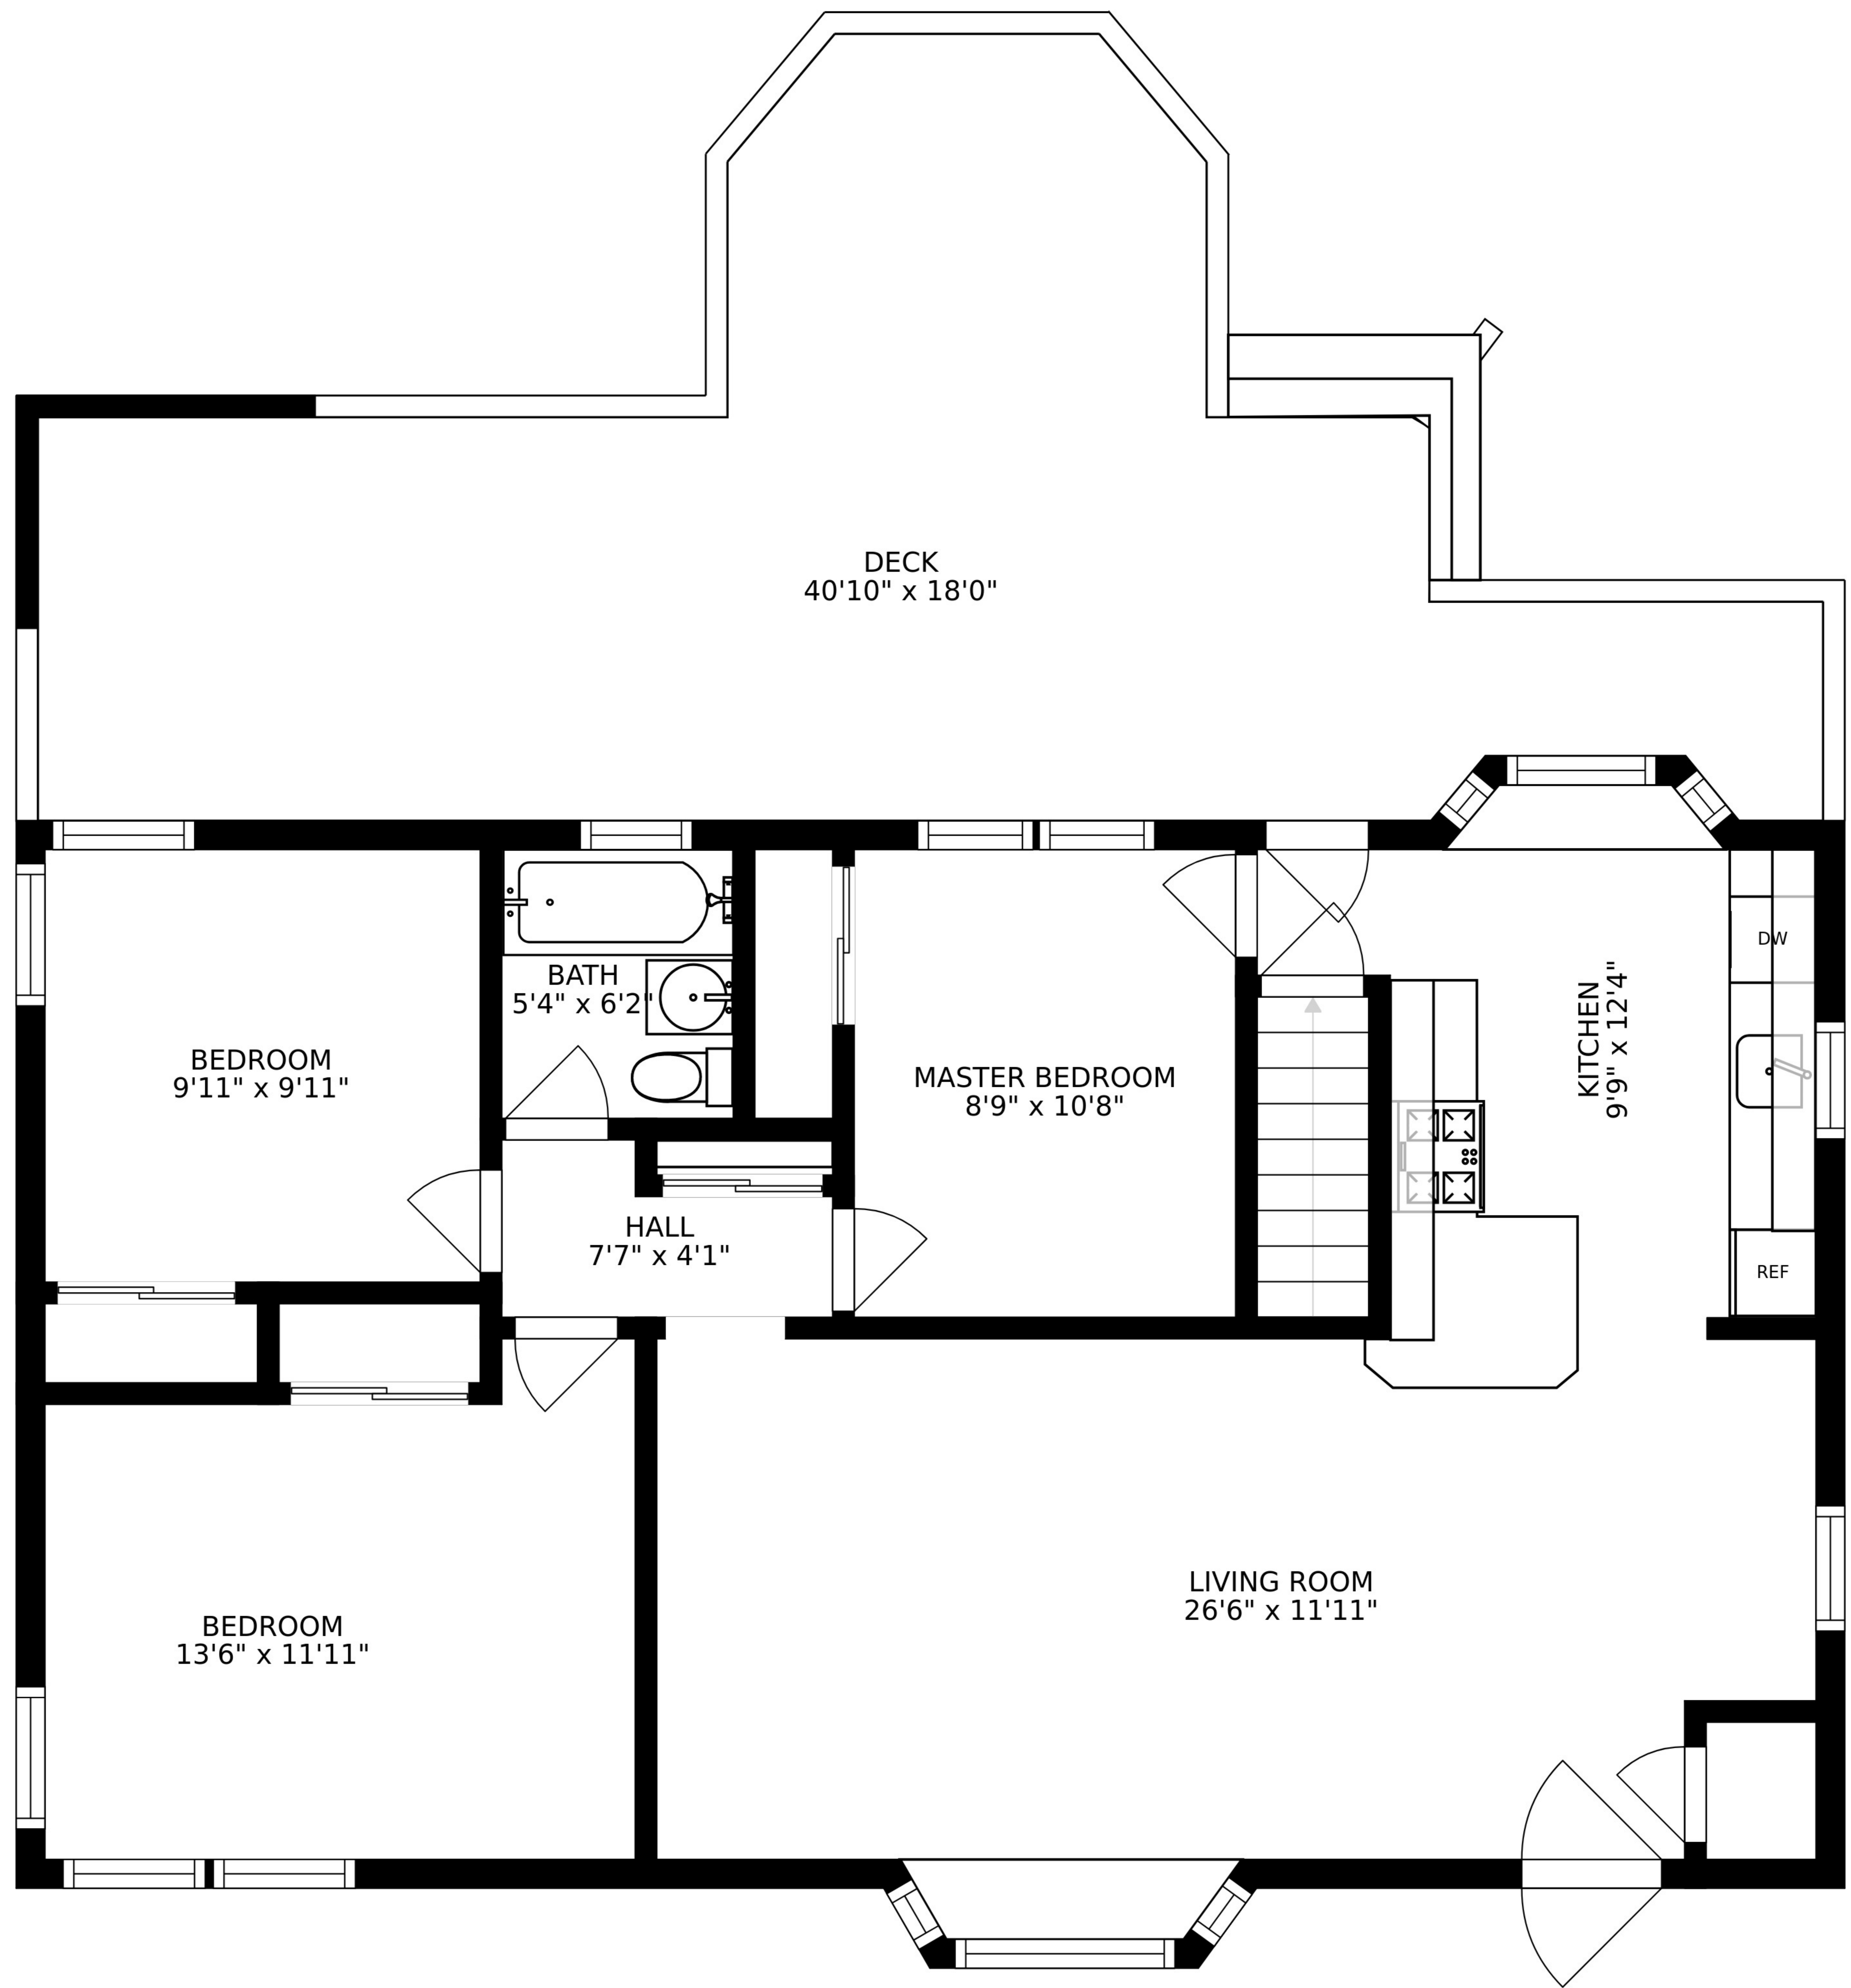 DECK
40'10" x 18'0"
DW
BATH
5'4" x 6'2"
KITCHEN
9'9" x 12'4"
BEDROOM
9'11" x 9'11"
MASTER BEDROOM
8'9" x 10'8"
HALL
7'7" x 4'1"
REF
LIVING ROOM
26'6" x 11'11"
BEDROOM
13'6" x 11'11"